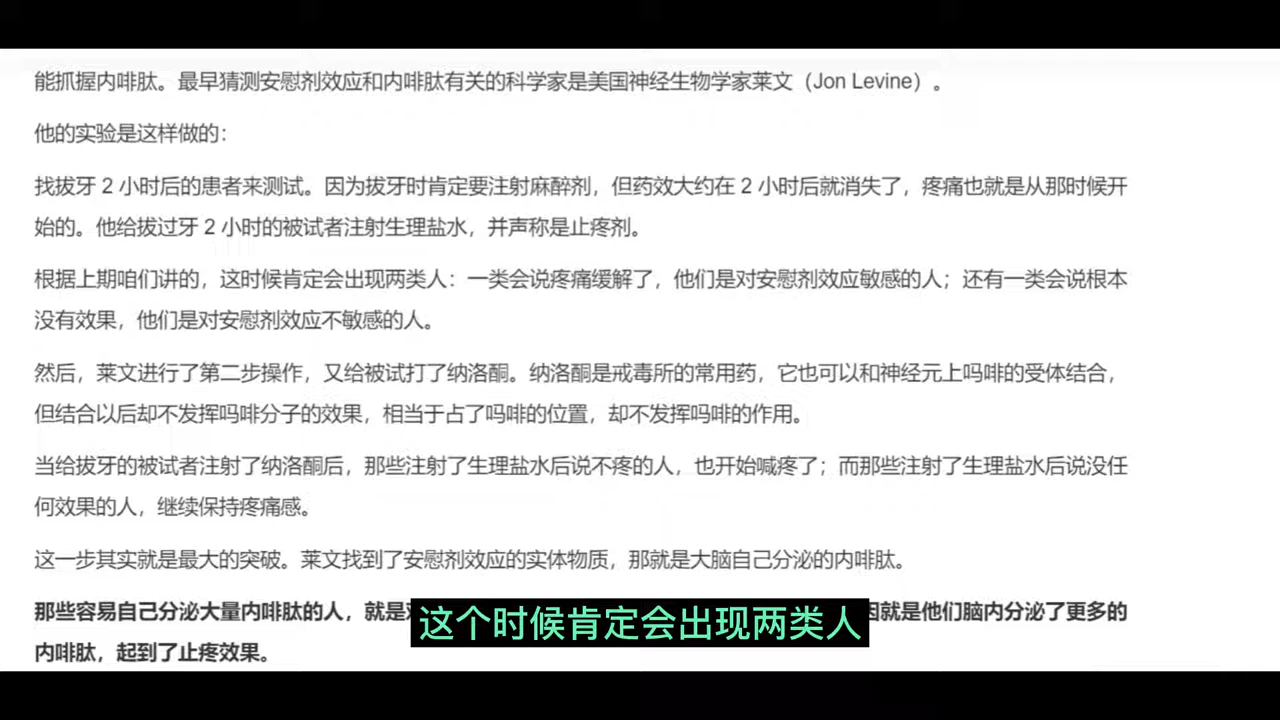 能抓握内啡肽。最早猜测安慰剂效应和内啡肽有关的科学家是美国神经生物学家莱文（Jon Levine）。
他的实验是这样做的：
找拔牙 2 小时后的患者来测试。因为拔牙时肯定要注射麻醉剂，但药效大约在 2 小时后就消失了，疼痛也就是从那时候开
始的。他给拔过牙 2 小时的被试者注射生理盐水，并声称是止疼剂。
根据上期咱们讲的，这时候肯定会出现两类人：一类会说疼痛缓解了，他们是对安慰剂效应敏感的人；还有一类会说根本
没有效果，他们是对安慰剂效应不敏感的人。
然后，莱文进行了第二步操作，又给被试打了纳洛酮。纳洛酮是戒毒所的常用药，它也可以和神经元上吗啡的受体结合，
但结合以后却不发挥吗啡分子的效果，相当于占了吗啡的位置，却不发挥吗啡的作用。
当给拔牙的被试者注射了纳洛酮后，那些注射了生理盐水后说不疼的人，也开始喊疼了；而那些注射了生理盐水后说没任
何效果的人，继续保持疼痛感。
这一步其实就是最大的突破。莱文找到了安慰剂效应的实体物质，那就是大脑自己分泌的内啡肽。
那些容易自己分泌大量内啡肽的人，就是
就是他们脑内分泌了更多的
这个时候肯定会出现两类人
内啡肽，起到了止疼效果。